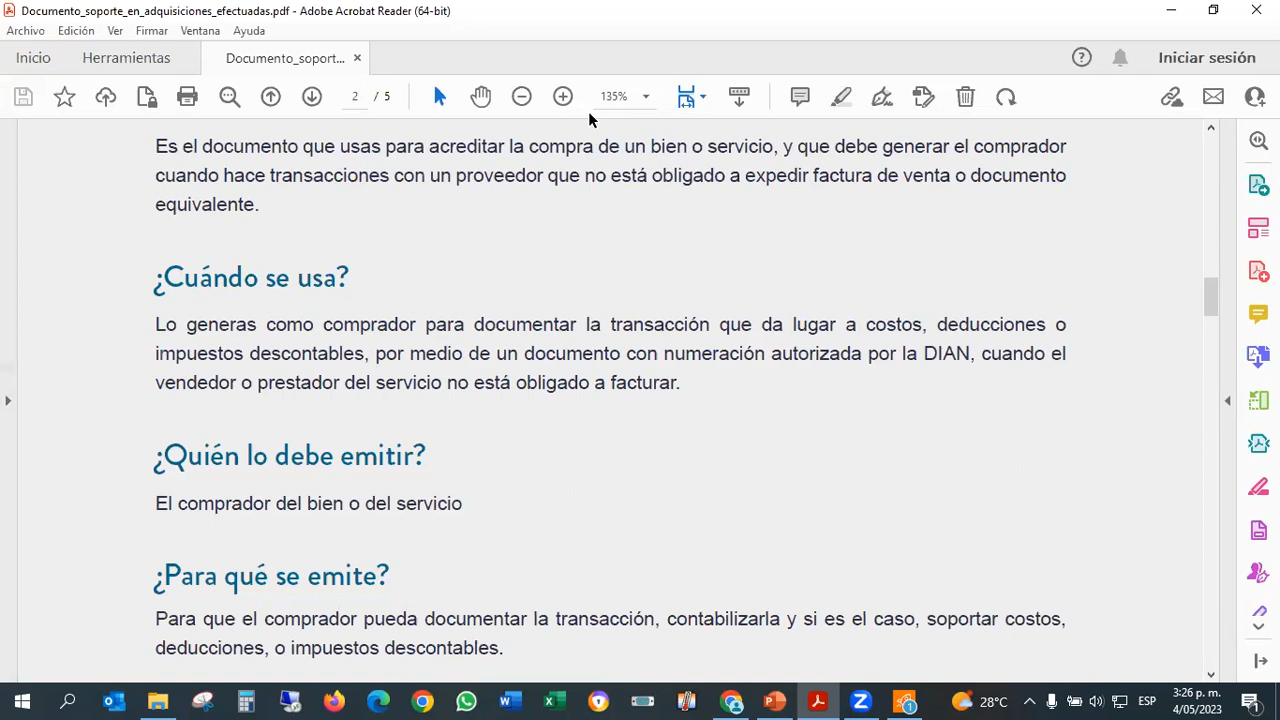 Documento_soporte_en_adquisiciones_efectuadas.pdf - Adobe Acrobat Reader (64-bit)
Archivo Edición Ver Firmar Ventana Ayuda
Inicio Herramientas Documento_soport... × Iniciar sesión
2 / 5 135%
Es el documento que usas para acreditar la compra de un bien o servicio, y que debe generar el comprador
cuando hace transacciones con un proveedor que no está obligado a expedir factura de venta o documento
equivalente.
¿Cuándo se usa?
Lo generas como comprador para documentar la transacción que da lugar a costos, deducciones o
impuestos descontables, por medio de un documento con numeración autorizada por la DIAN, cuando el
vendedor o prestador del servicio no está obligado a facturar.
¿Quién lo debe emitir?
El comprador del bien o del servicio
¿Para qué se emite?
Para que el comprador pueda documentar la transacción, contabilizarla y si es el caso, soportar costos,
deducciones, o impuestos descontables.
28°C ESP 3:26 p. m.
4/05/2023